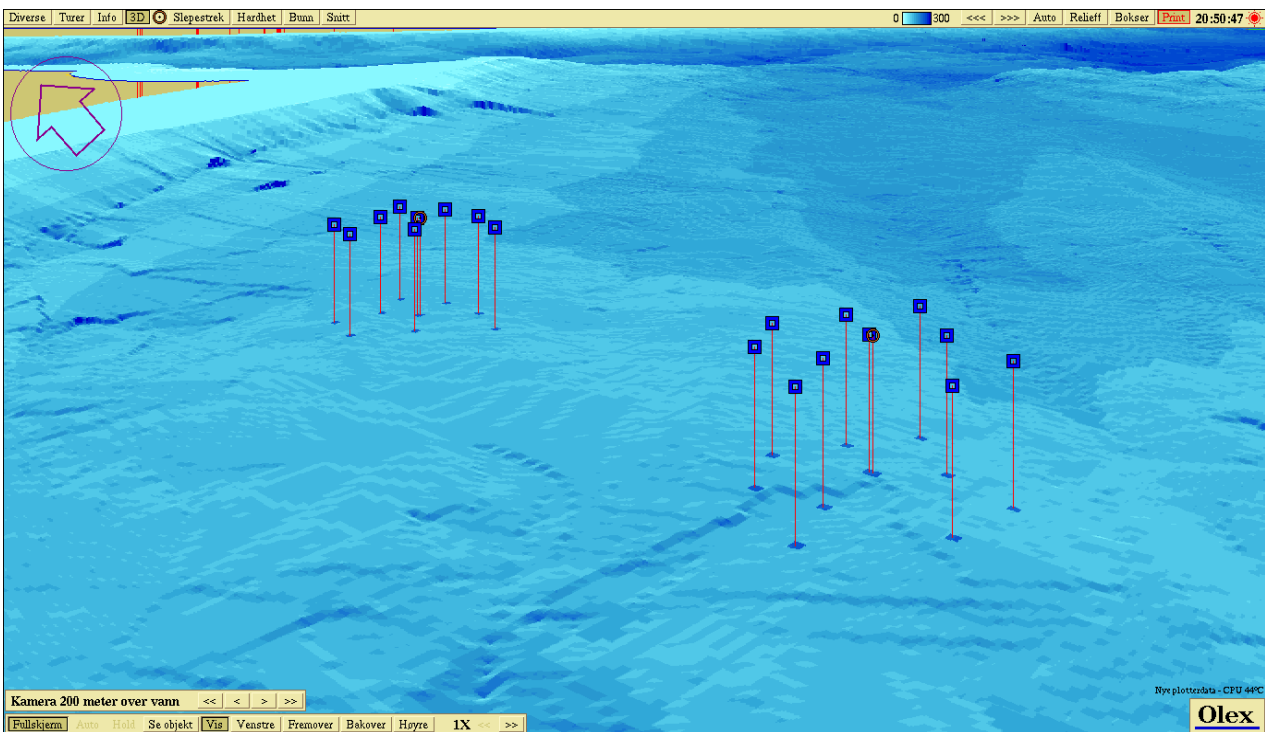 Diverse Turer Info 3D Slepestrek Hardhet Bunn Snitt 0 300 <<< >>> Auto Relieff Bokser Print 20:50:47
Kamera 200 meter over vann << < > >>
Nye plotterdata - CPU 44ºC
Fullskjerm Auto Hold Se objekt Vis Venstre Fremover Bakover Høyre 1X << >>
Olex